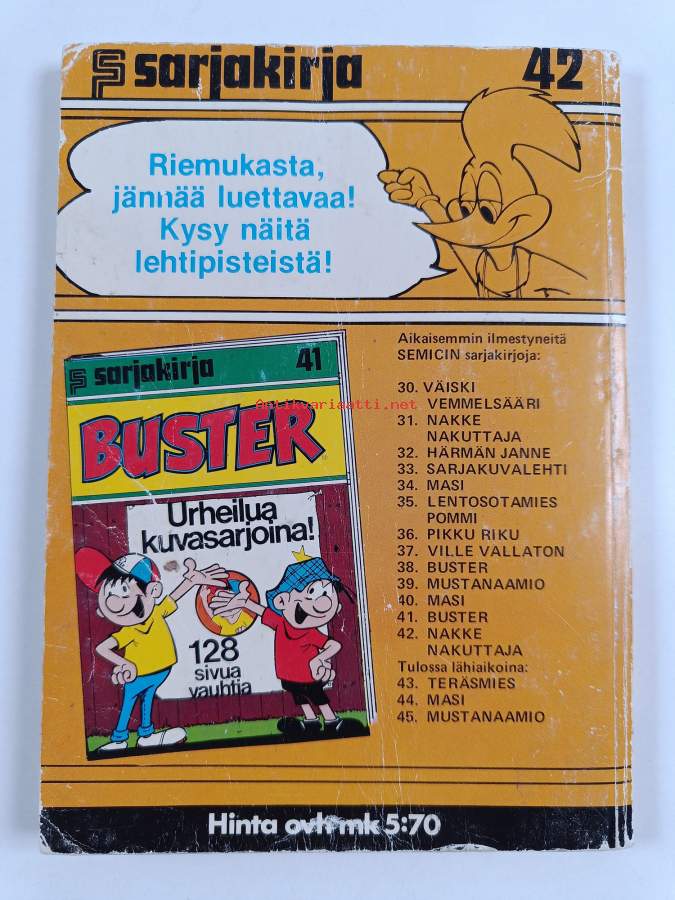 sarjakirja 42
Riemukasta,
jännää luettavaa!
Kysy näitä
lehtipisteistä!
sarjakirja 41
BUSTER
Urheilua
kuvasarjoina!
128
sivua
vauhtia
Aikaisemmin ilmestyneitä
SEMICIN sarjakirjoja:
30. VÄISKI
VEMMELSÄÄRI
31. NAKKE
NAKUTTAJA
32. HÄRMÄN JANNE
33. SARJAKUVALEHTI
34. MASI
35. LENTOSOTAMIES
POMMI
36. PIKKU RIKU
37. VILLE VALLATON
38. BUSTER
39. MUSTANAAMIO
40. MASI
41. BUSTER
42. NAKKE
NAKUTTAJA
Tulossa lähiaikoina:
43. TERÄSMIES
44. MASI
45. MUSTANAAMIO
Hinta ovh mk 5:70
Antikvariaatti.net